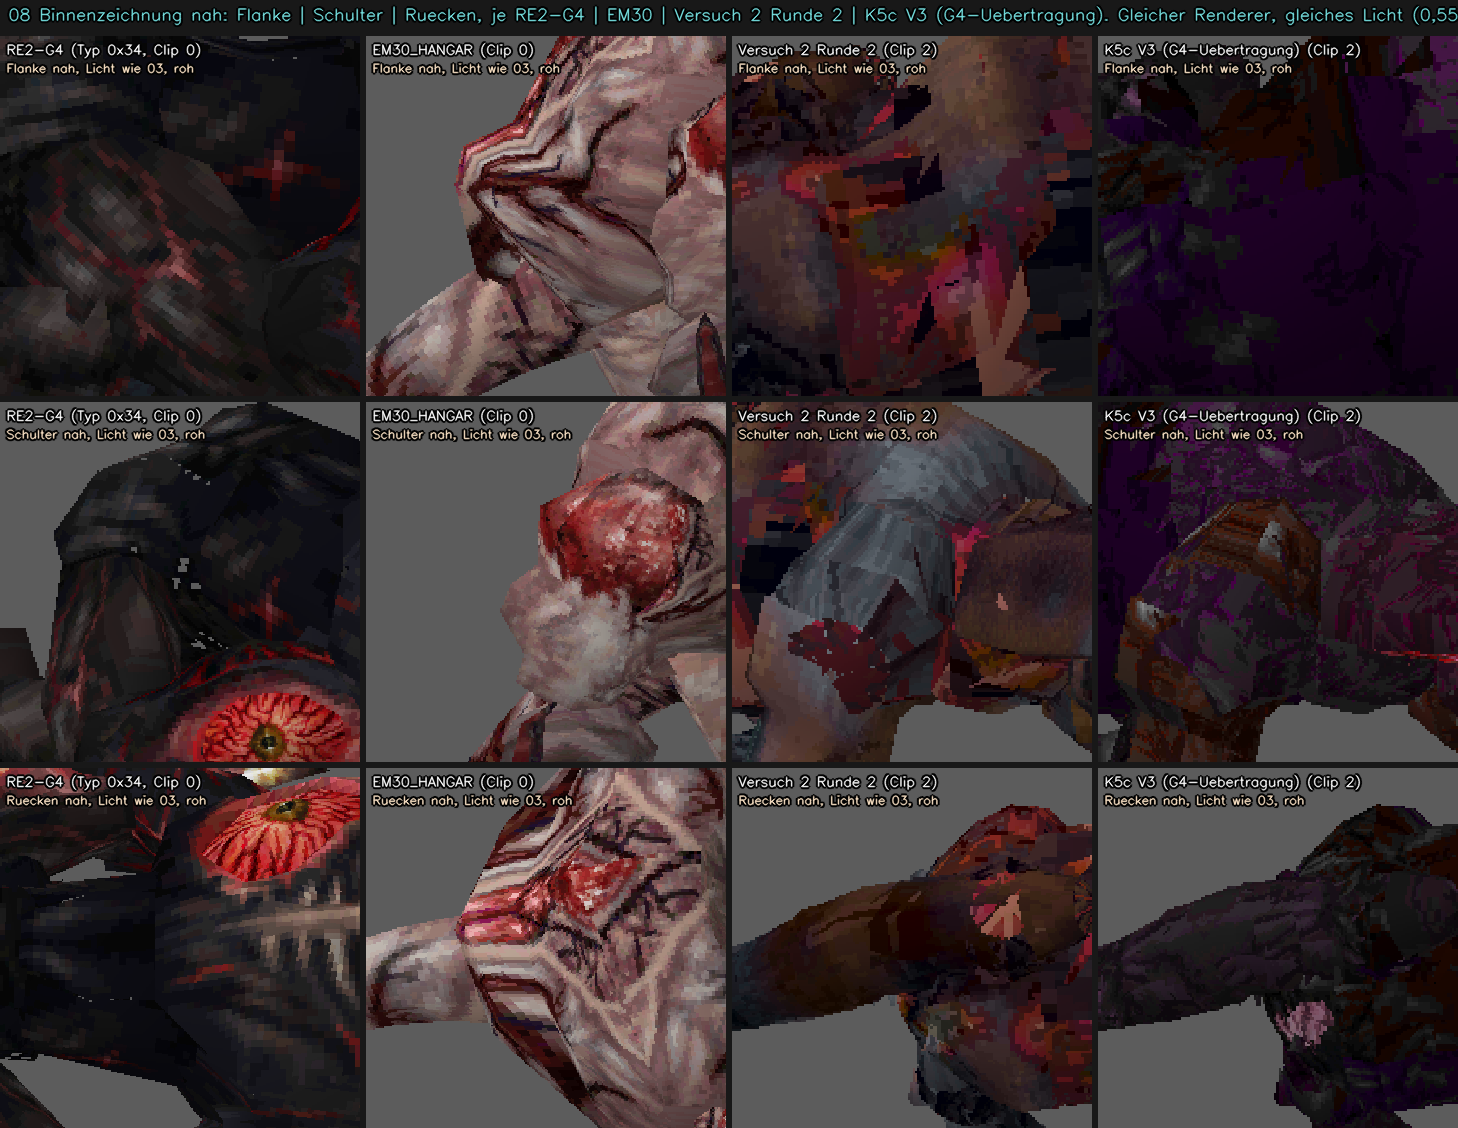 08 Binnenzeichnung nah: Flanke | Schulter | Ruecken, je RE2-G4 | EM30 | Versuch 2 Runde 2 | K5c V3 (G4-Uebertragung). Gleicher Renderer, gleiches Licht (0,55
RE2-G4 (Typ 0x34, Clip 0)
Flanke nah, Licht wie 03, roh
EM30_HANGAR (Clip 0)
Flanke nah, Licht wie 03, roh
Versuch 2 Runde 2 (Clip 2)
Flanke nah, Licht wie 03, roh
K5c V3 (G4-Uebertragung) (Clip 2)
Flanke nah, Licht wie 03, roh
RE2-G4 (Typ 0x34, Clip 0)
Schulter nah, Licht wie 03, roh
EM30_HANGAR (Clip 0)
Schulter nah, Licht wie 03, roh
Versuch 2 Runde 2 (Clip 2)
Schulter nah, Licht wie 03, roh
K5c V3 (G4-Uebertragung) (Clip 2)
Schulter nah, Licht wie 03, roh
RE2-G4 (Typ 0x34, Clip 0)
Ruecken nah, Licht wie 03, roh
EM30_HANGAR (Clip 0)
Ruecken nah, Licht wie 03, roh
Versuch 2 Runde 2 (Clip 2)
Ruecken nah, Licht wie 03, roh
K5c V3 (G4-Uebertragung) (Clip 2)
Ruecken nah, Licht wie 03, roh